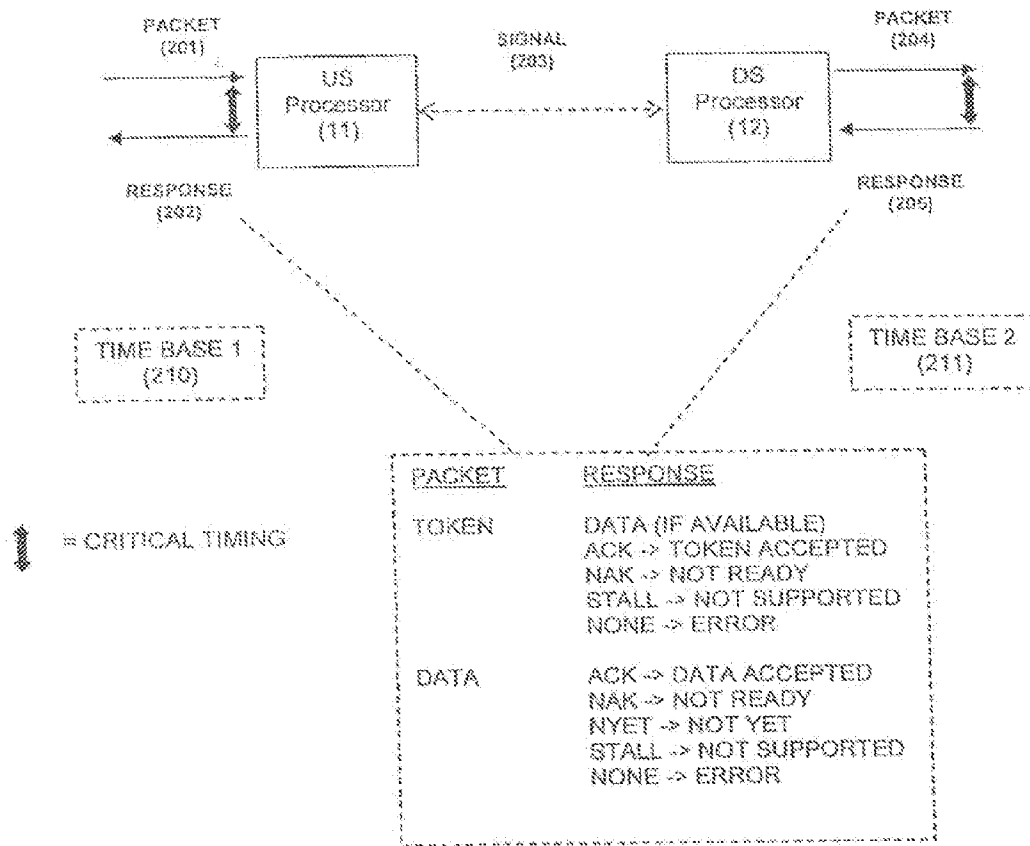 PACKET
(201)
SIGNAL
(203)
PACKET
(204)
US
Processor
(11)
DS
Processor
(12)
RESPONSE
(202)
RESPONSE
(205)
TIME BASE 1
(210)
TIME BASE 2
(211)
PACKET RESPONSE
TOKEN DATA (IF AVAILABLE)
ACK -> TOKEN ACCEPTED
NAK -> NOT READY
STALL -> NOT SUPPORTED
NONE -> ERROR
= CRITICAL TIMING
DATA ACK -> DATA ACCEPTED
NAK -> NOT READY
NYET -> NOT YET
STALL -> NOT SUPPORTED
NONE -> ERROR